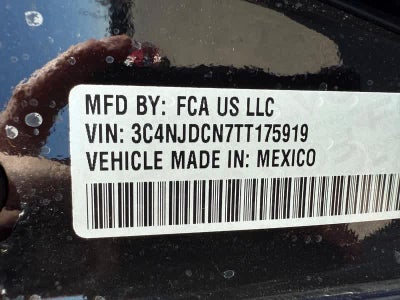 MFD BY: FCA US LLC
VIN: 3C4NJDCN7TT175919
VEHICLE MADE IN: MEXICO